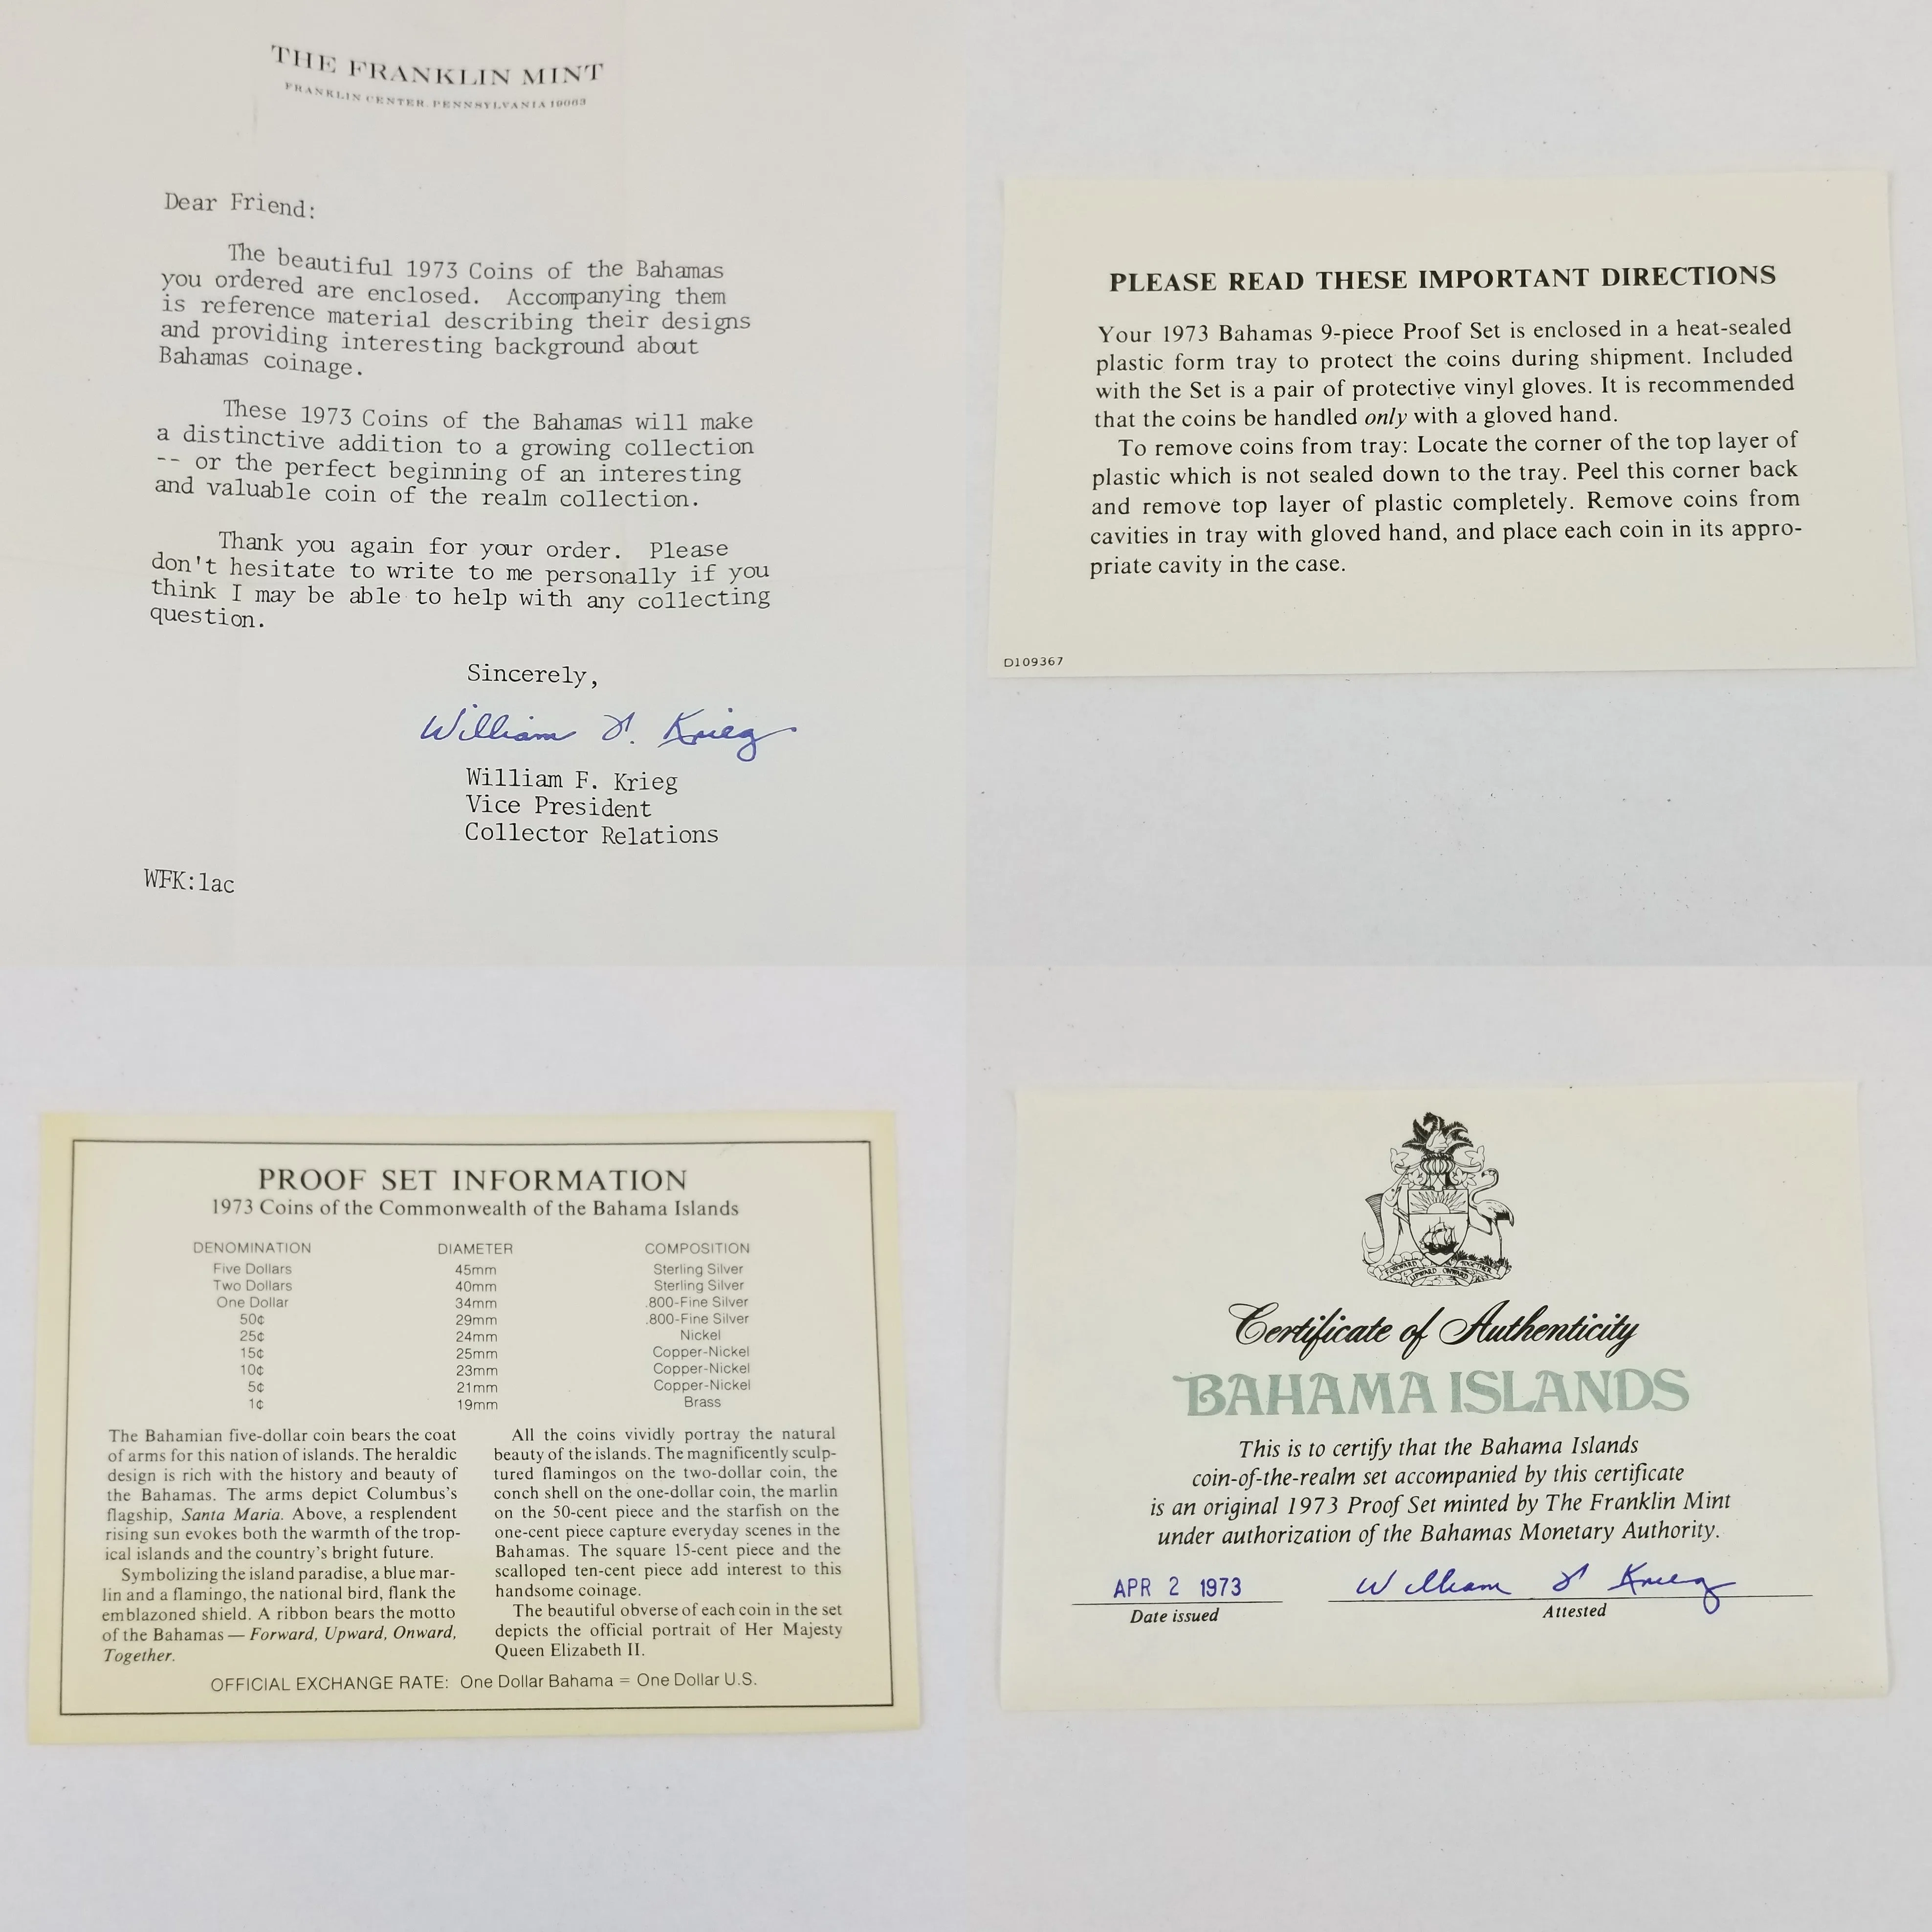 THE FRANKLIN MINT
FRANKLIN CENTER, PENNSYLVANIA 19063
Dear Friend:
The beautiful 1973 Coins of the Bahamas
you ordered are enclosed. Accompanying them
is reference material describing their designs
and providing interesting background about
Bahamas coinage.
These 1973 Coins of the Bahamas will make
a distinctive addition to a growing collection
-- or the perfect beginning of an interesting
and valuable coin of the realm collection.
Thank you again for your order. Please
don't hesitate to write to me personally if you
think I may be able to help with any collecting
question.
Sincerely,
William F. Krieg
William F. Krieg
Vice President
Collector Relations
WFK:lac
PLEASE READ THESE IMPORTANT DIRECTIONS
Your 1973 Bahamas 9-piece Proof Set is enclosed in a heat-sealed
plastic form tray to protect the coins during shipment. Included
with the Set is a pair of protective vinyl gloves. It is recommended
that the coins be handled only with a gloved hand.
To remove coins from tray: Locate the corner of the top layer of
plastic which is not sealed down to the tray. Peel this corner back
and remove top layer of plastic completely. Remove coins from
cavities in tray with gloved hand, and place each coin in its appro-
priate cavity in the case.
D109367
PROOF SET INFORMATION
1973 Coins of the Commonwealth of the Bahama Islands
DENOMINATION DIAMETER COMPOSITION
Five Dollars 45mm Sterling Silver
Two Dollars 40mm Sterling Silver
One Dollar 34mm .800-Fine Silver
50¢ 29mm .800-Fine Silver
25¢ 24mm Nickel
15¢ 25mm Copper-Nickel
10¢ 23mm Copper-Nickel
5¢ 21mm Copper-Nickel
1¢ 19mm Brass
The Bahamian five-dollar coin bears the coat
of arms for this nation of islands. The heraldic
design is rich with the history and beauty of
the Bahamas. The arms depict Columbus's
flagship, Santa Maria. Above, a resplendent
rising sun evokes both the warmth of the trop-
ical islands and the country's bright future.
Symbolizing the island paradise, a blue mar-
lin and a flamingo, the national bird, flank the
emblazoned shield. A ribbon bears the motto
of the Bahamas — Forward, Upward, Onward,
Together.
All the coins vividly portray the natural
beauty of the islands. The magnificently sculp-
tured flamingos on the two-dollar coin, the
conch shell on the one-dollar coin, the marlin
on the 50-cent piece and the starfish on the
one-cent piece capture everyday scenes in the
Bahamas. The square 15-cent piece and the
scalloped ten-cent piece add interest to this
handsome coinage.
The beautiful obverse of each coin in the set
depicts the official portrait of Her Majesty
Queen Elizabeth II.
OFFICIAL EXCHANGE RATE: One Dollar Bahama = One Dollar U.S.
FORWARD UPWARD ONWARD TOGETHER
Certificate of Authenticity
BAHAMA ISLANDS
This is to certify that the Bahama Islands
coin-of-the-realm set accompanied by this certificate
is an original 1973 Proof Set minted by The Franklin Mint
under authorization of the Bahamas Monetary Authority.
APR 2 1973 William F Krieg
Date issued Attested